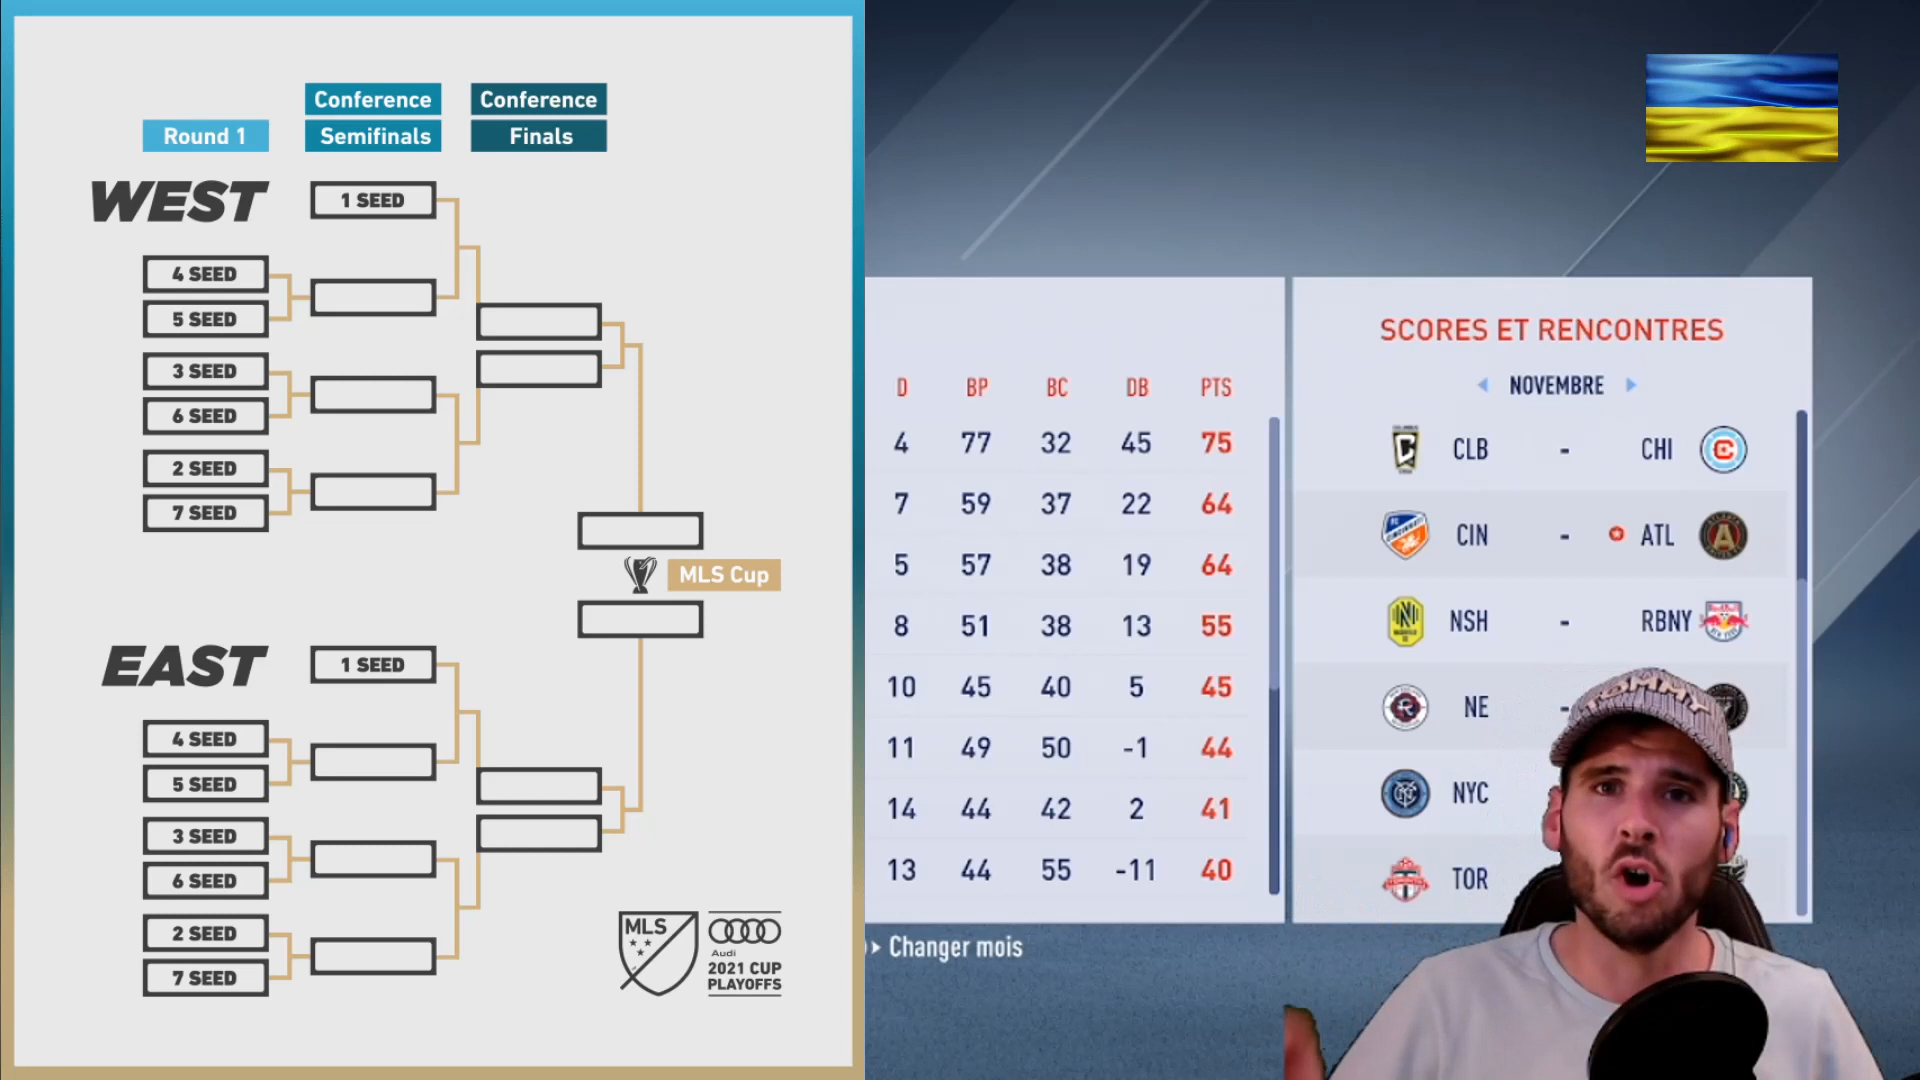 Conference
Semifinals
Conference
Finals
Round 1
WEST
1 SEED
4 SEED
5 SEED
3 SEED
6 SEED
2 SEED
7 SEED
MLS Cup
EAST
1 SEED
4 SEED
5 SEED
3 SEED
6 SEED
2 SEED
7 SEED
MLS
Audi
2021 CUP
PLAYOFFS
D BP BC DB PTS
4 77 32 45 75
7 59 37 22 64
5 57 38 19 64
8 51 38 13 55
10 45 40 5 45
11 49 50 -1 44
14 44 42 2 41
13 44 55 -11 40
Changer mois
SCORES ET RENCONTRES
NOVEMBRE
CLB - CHI
CIN - ATL
NSH - RBNY
NE -
NYC
TOR
TOMMY